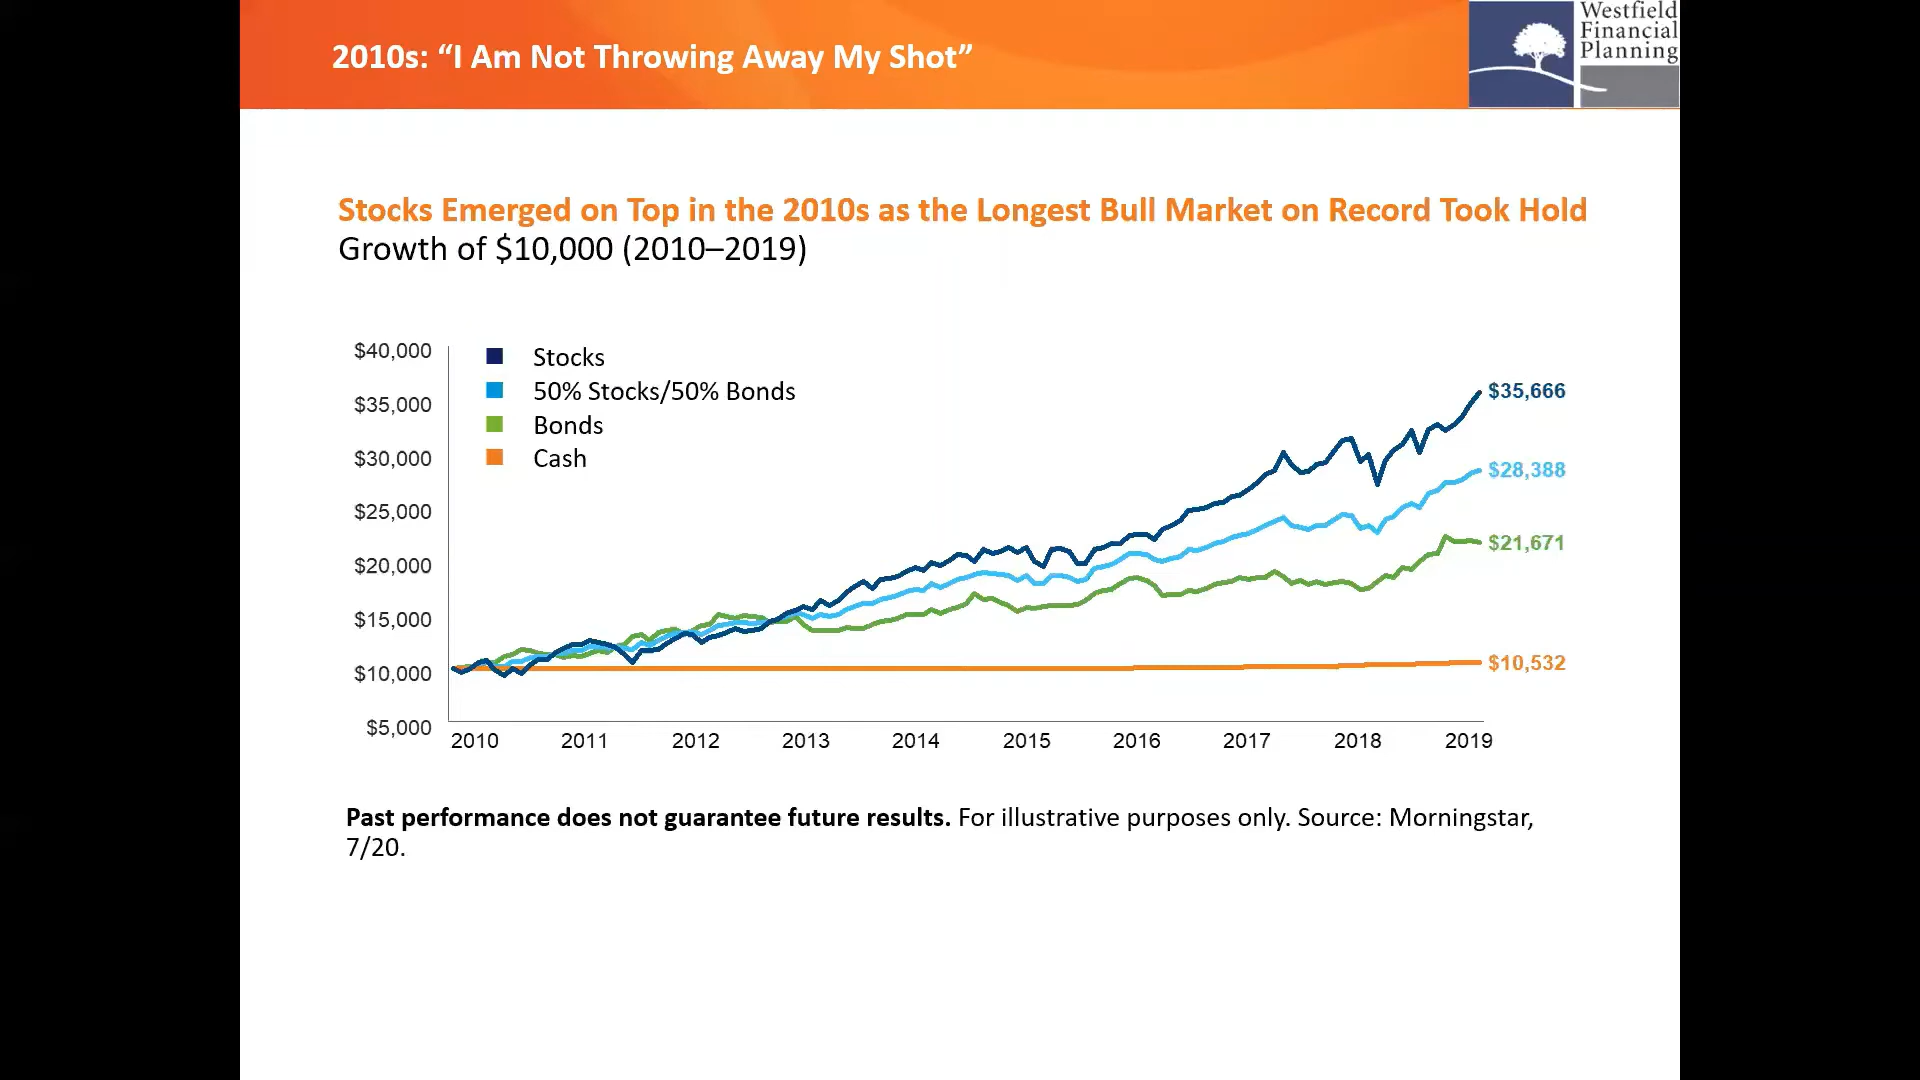 2010s: “I Am Not Throwing Away My Shot”
Westfield
Financial
Planning
Stocks Emerged on Top in the 2010s as the Longest Bull Market on Record Took Hold
Growth of $10,000 (2010–2019)
$40,000
$35,000
$30,000
$25,000
$20,000
$15,000
$10,000
$5,000
Stocks
50% Stocks/50% Bonds
Bonds
Cash
$35,666
$28,388
$21,671
$10,532
2010 2011 2012 2013 2014 2015 2016 2017 2018 2019
Past performance does not guarantee future results. For illustrative purposes only. Source: Morningstar,
7/20.